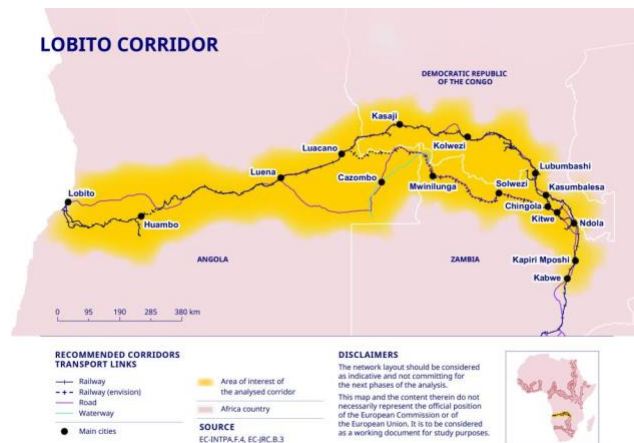 LOBITO CORRIDOR
DEMOCRATIC REPUBLIC
OF THE CONGO
Kasaji
Kolwezi
Luacano
Lubumbashi
Luena
Cazombo
Kasumbalesa
Mwinilunga
Solwezi
Lobito
Chingola
Kitwe
Ndola
Huambo
ANGOLA
ZAMBIA
Kapiri Mposhi
Kabwe
0 95 190 285 380 km
RECOMMENDED CORRIDORS
TRANSPORT LINKS
Railway
Railway (envision)
Road
Waterway
Main cities
Area of interest of
the analysed corridor
Africa country
SOURCE
EC-INTPA.F.4, EC-JRC.B.3
DISCLAIMERS
The network layout should be considered
as indicative and not committing for
the next phases of the analysis.
This map and the content therein do not
necessarily represent the official position
of the European Commission or of
the European Union. It is to be considered
as a working document for study purposes.